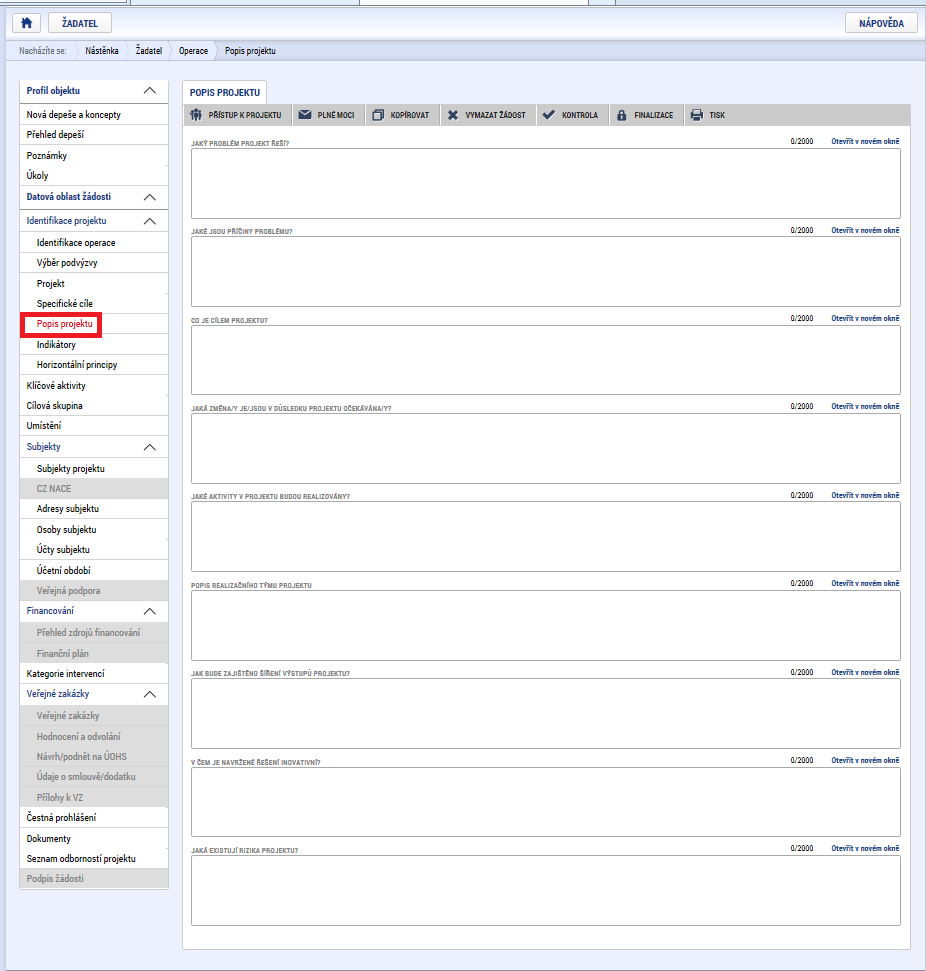 ŽADATEL
NÁPOVĚDA
Nacházíte se: Nástěnka Žadatel Operace Popis projektu
Profil objektu
Nová depeše a koncepty
Přehled depeší
Poznámky
Úkoly
Datová oblast žádosti
Identifikace projektu
Identifikace operace
Výběr podvýzvy
Projekt
Specifické cíle
Popis projektu
Indikátory
Horizontální principy
Klíčové aktivity
Cílová skupina
Umístění
Subjekty
Subjekty projektu
CZ NACE
Adresy subjektu
Osoby subjektu
Účty subjektu
Účetní období
Veřejná podpora
Financování
Přehled zdrojů financování
Finanční plán
Kategorie intervencí
Veřejné zakázky
Veřejné zakázky
Hodnocení a odvolání
Návrh/podnět na ÚOHS
Údaje o smlouvě/dodatku
Přílohy k VZ
Čestná prohlášení
Dokumenty
Seznam odborností projektu
Podpis žádosti
POPIS PROJEKTU
PŘÍSTUP K PROJEKTU PLNÉ MOCI KOPÍROVAT VYMAZAT ŽÁDOST KONTROLA FINALIZACE TISK
JAKÝ PROBLÉM PROJEKT ŘEŠÍ? 0/2000 Otevřít v novém okně
JAKÉ JSOU PŘÍČINY PROBLÉMU? 0/2000 Otevřít v novém okně
CO JE CÍLEM PROJEKTU? 0/2000 Otevřít v novém okně
JAKÁ ZMĚNA/Y JE/JSOU V DŮSLEDKU PROJEKTU OČEKÁVÁNA/Y? 0/2000 Otevřít v novém okně
JAKÉ AKTIVITY V PROJEKTU BUDOU REALIZOVÁNY? 0/2000 Otevřít v novém okně
POPIS REALIZAČNÍHO TÝMU PROJEKTU 0/2000 Otevřít v novém okně
JAK BUDE ZAJIŠTĚNO ŠÍŘENÍ VÝSTUPŮ PROJEKTU? 0/2000 Otevřít v novém okně
V ČEM JE NAVRŽENÉ ŘEŠENÍ INOVATIVNÍ? 0/2000 Otevřít v novém okně
JAKÁ EXISTUJÍ RIZIKA PROJEKTU? 0/2000 Otevřít v novém okně